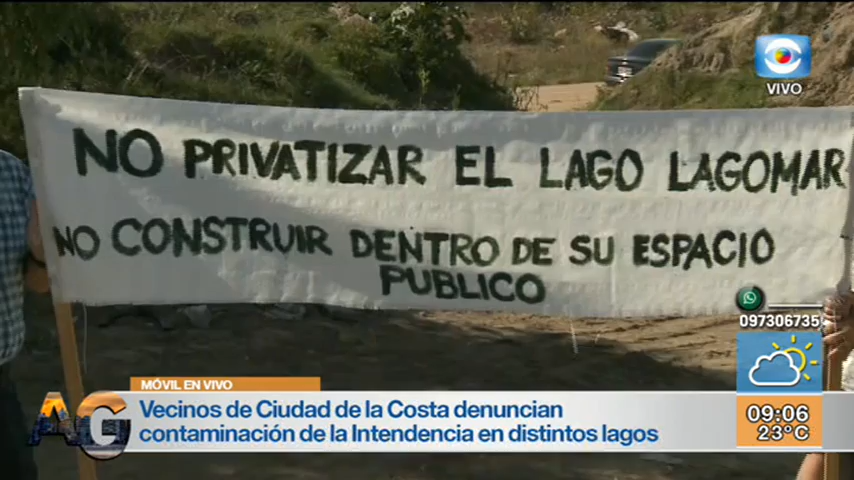 VIVO
NO PRIVATIZAR EL LAGO LAGOMAR
NO CONSTRUIR DENTRO DE SU ESPACIO
PUBLICO
097306735
MÓVIL EN VIVO
AG
Vecinos de Ciudad de la Costa denuncian
contaminación de la Intendencia en distintos lagos
09:06
23°C